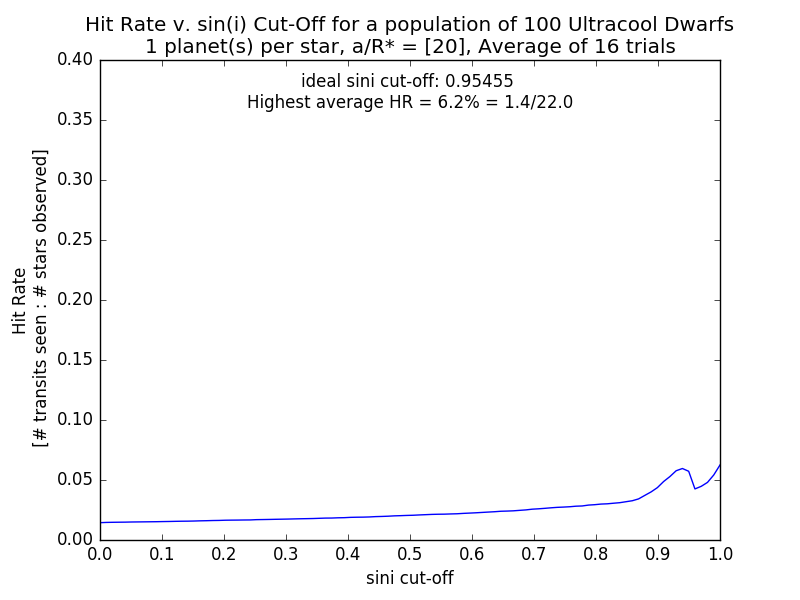 Hit Rate v. sin(i) Cut-Off for a population of 100 Ultracool Dwarfs
1 planet(s) per star, a/R* = [20], Average of 16 trials
ideal sini cut-off: 0.95455
Highest average HR = 6.2% = 1.4/22.0
Hit Rate
[# transits seen : # stars observed]
0.40
0.35
0.30
0.25
0.20
0.15
0.10
0.05
0.00
0.0 0.1 0.2 0.3 0.4 0.5 0.6 0.7 0.8 0.9 1.0
sini cut-off